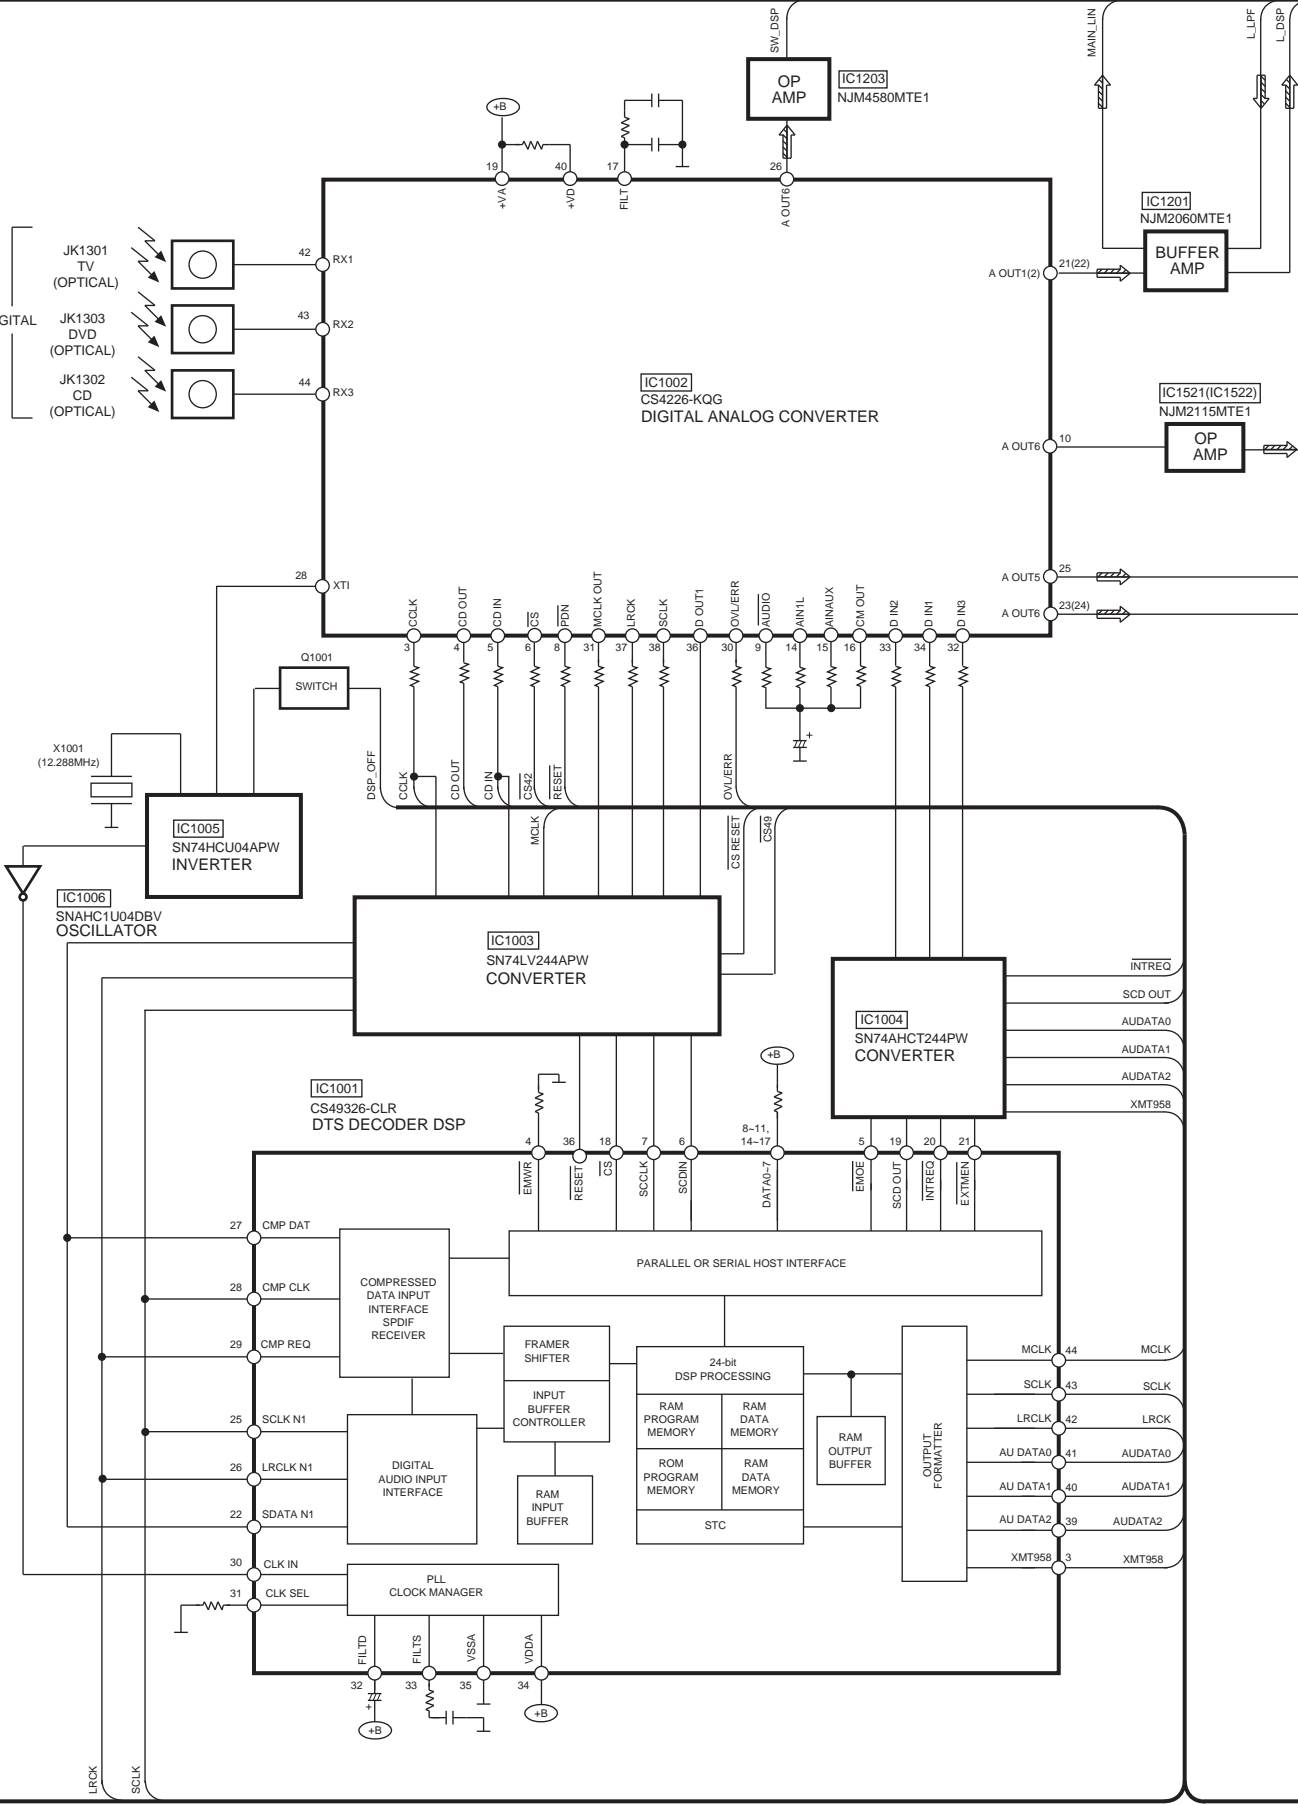 SW_DSP
MAIN_LIN
L_LPF
L_DSP
OP
AMP
IC1203
NJM4580MTE1
+B
19
40
17
26
+VA
+VD
FILT
A OUT6
IC1201
NJM2060MTE1
BUFFER
AMP
GITAL
JK1301
TV
(OPTICAL)
JK1303
DVD
(OPTICAL)
JK1302
CD
(OPTICAL)
42
RX1
43
RX2
44
RX3
A OUT1(2)
21(22)
IC1002
CS4226-KQG
DIGITAL ANALOG CONVERTER
IC1521(IC1522)
NJM2115MTE1
OP
AMP
A OUT6
10
28
XTI
A OUT5
25
A OUT6
23(24)
CCLK
CD OUT
CD IN
CS
PDN
MCLK OUT
LRCK
SCLK
D OUT1
OVL/ERR
AUDIO
AIN1L
AINAUX
CM OUT
D IN2
D IN1
D IN3
3
4
5
6
8
31
37
38
36
30
9
14
15
16
33
34
32
Q1001
SWITCH
X1001
(12.288MHz)
DSP_OFF
CCLK
CD OUT
CD IN
CS42
RESET
OVL/ERR
+
MCLK
CS RESET
CS49
IC1005
SN74HCU04APW
INVERTER
IC1006
SNAHC1U04DBV
OSCILLATOR
IC1003
SN74LV244APW
CONVERTER
IC1004
SN74AHCT244PW
CONVERTER
INTREQ
SCD OUT
AUDATA0
AUDATA1
AUDATA2
XMT958
+B
IC1001
CS49326-CLR
DTS DECODER DSP
4
36
18
7
6
8~11,
14~17
5
19
20
21
EMWR
RESET
CS
SCCLK
SCDIN
DATA0~7
EMOE
SCD OUT
INTREQ
EXTMEN
27
CMP DAT
28
CMP CLK
29
CMP REQ
25
SCLK N1
26
LRCLK N1
22
SDATA N1
30
CLK IN
31
CLK SEL
COMPRESSED
DATA INPUT
INTERFACE
SPDIF
RECEIVER
PARALLEL OR SERIAL HOST INTERFACE
FRAMER
SHIFTER
INPUT
BUFFER
CONTROLLER
RAM
INPUT
BUFFER
DIGITAL
AUDIO INPUT
INTERFACE
24-bit
DSP PROCESSING
RAM
PROGRAM
MEMORY
RAM
DATA
MEMORY
ROM
PROGRAM
MEMORY
RAM
DATA
MEMORY
STC
RAM
OUTPUT
BUFFER
OUTPUT
FORMATTER
MCLK
44
MCLK
SCLK
43
SCLK
LRCLK
42
LRCK
AU DATA0
41
AUDATA0
AU DATA1
40
AUDATA1
AU DATA2
39
AUDATA2
XMT958
3
XMT958
PLL
CLOCK MANAGER
FILTD
FILTS
VSSA
VDDA
32
33
35
34
+
+B
+B
LRCK
SCLK